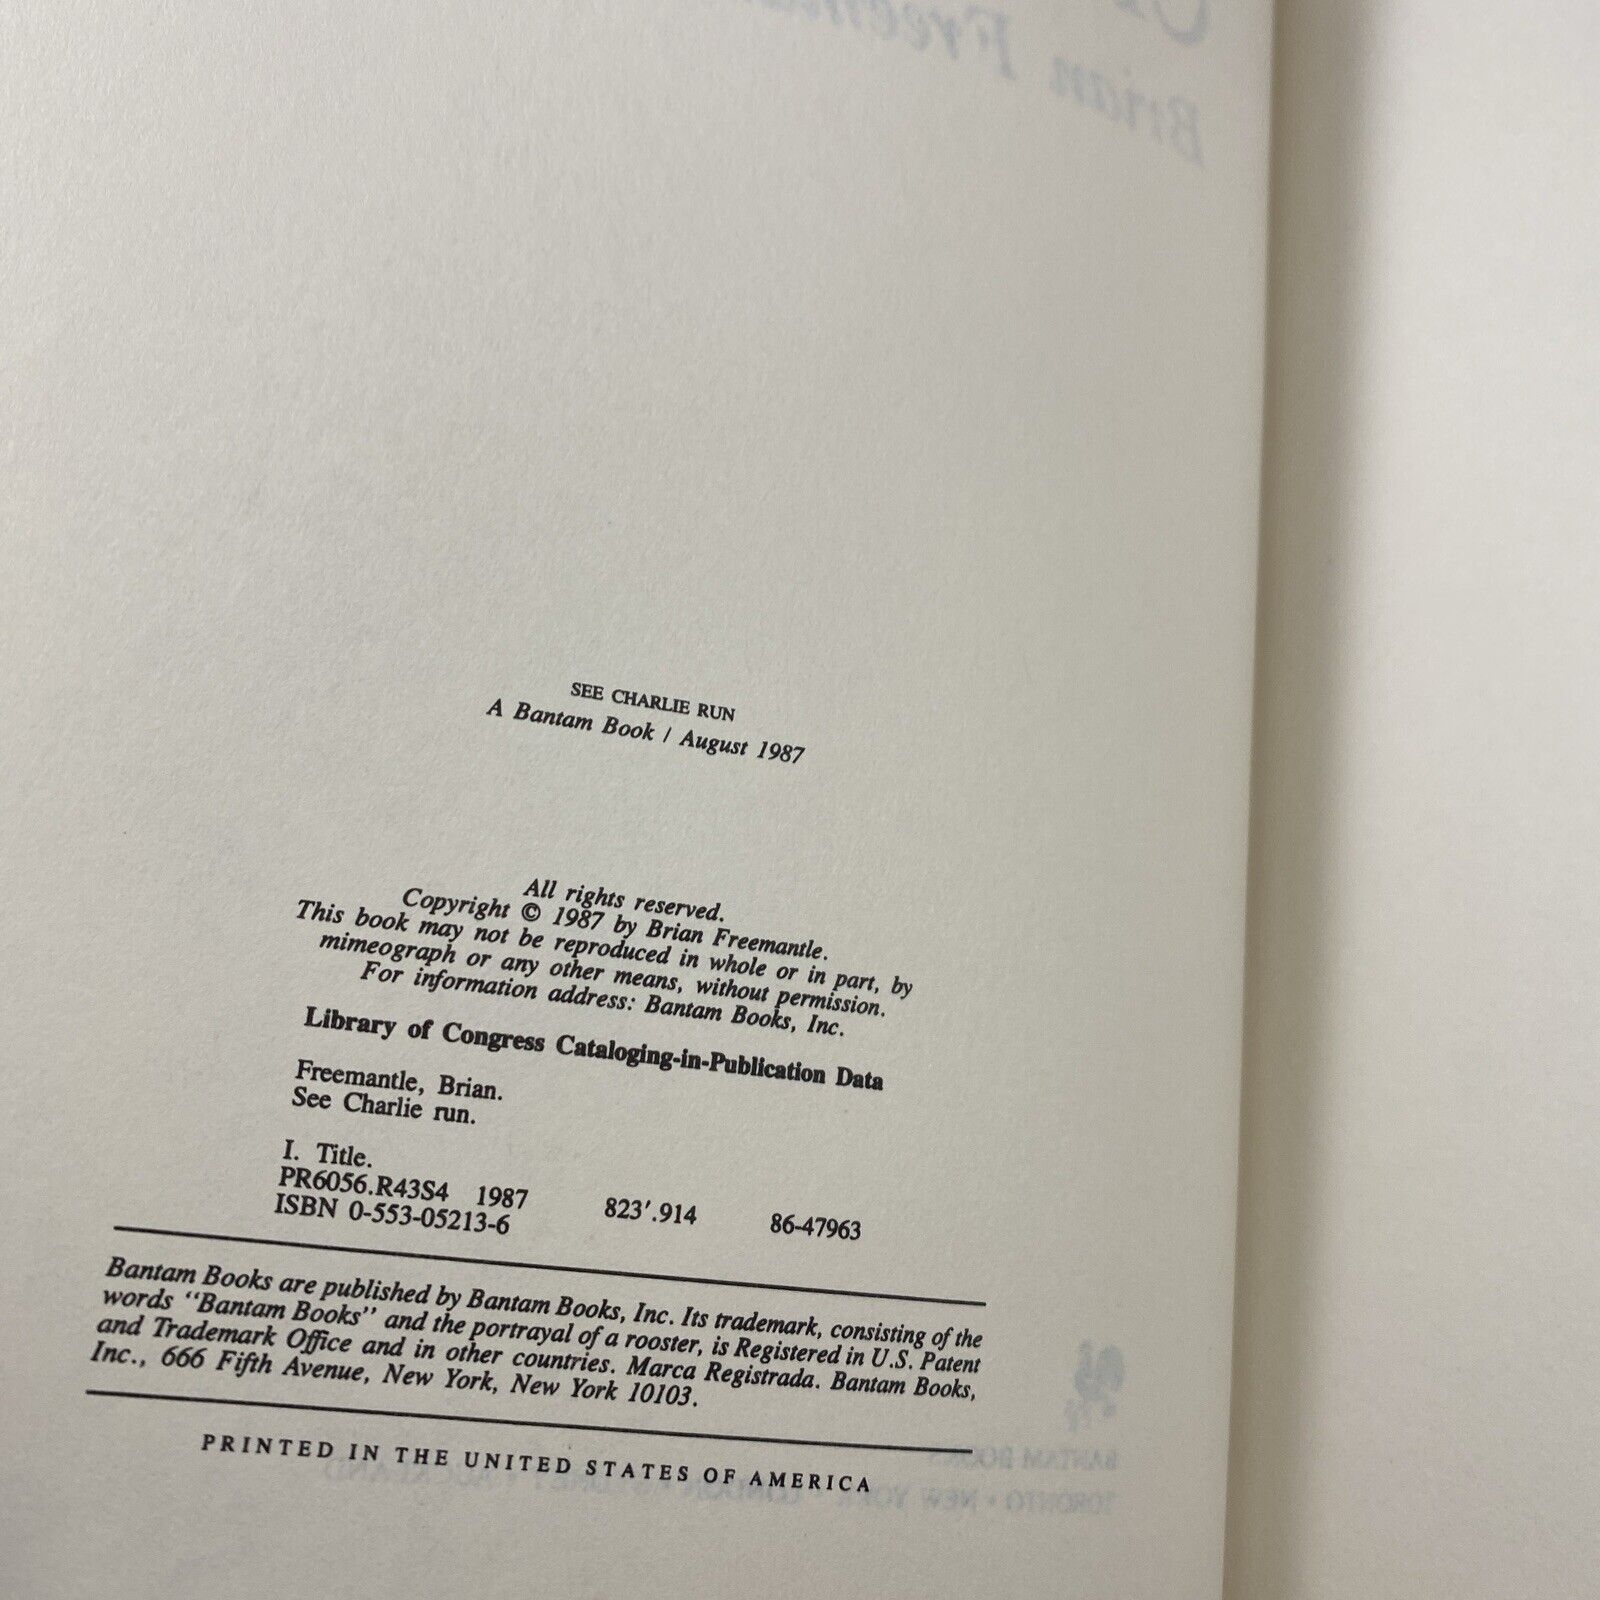 SEE CHARLIE RUN
A Bantam Book / August 1987
All rights reserved.
Copyright © 1987 by Brian Freemantle.
This book may not be reproduced in whole or in part, by
mimeograph or any other means, without permission.
For information address: Bantam Books, Inc.
Library of Congress Cataloging-in-Publication Data
Freemantle, Brian.
See Charlie run.
I. Title.
PR6056.R43S4 1987 823'.914 86-47963
ISBN 0-553-05213-6
Bantam Books are published by Bantam Books, Inc. Its trademark, consisting of the
words "Bantam Books" and the portrayal of a rooster, is Registered in U.S. Patent
and Trademark Office and in other countries. Marca Registrada. Bantam Books,
Inc., 666 Fifth Avenue, New York, New York 10103.
PRINTED IN THE UNITED STATES OF AMERICA